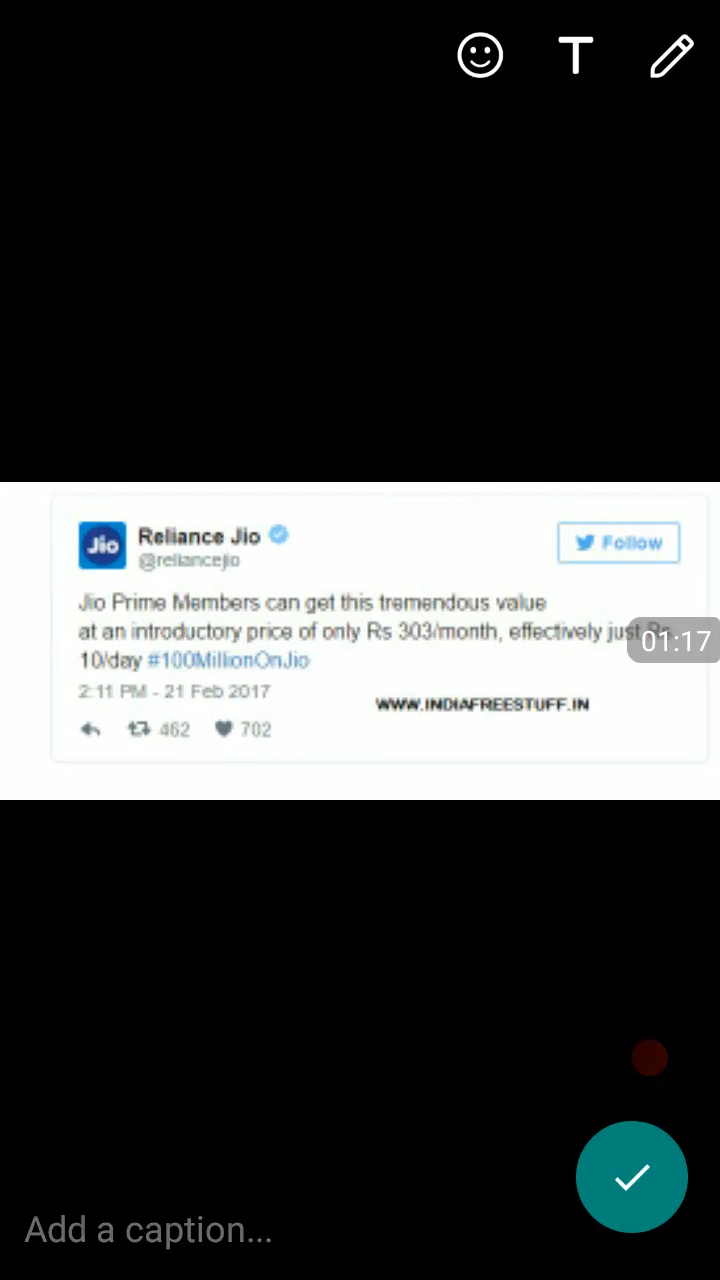 T
Jio
Reliance Jio
Follow
@reliancejio
Jio Prime Members can get this tremendous value
at an introductory price of only Rs 303/month, effectively just Rs
01:17
10/day #100MillionOnJio
2:11 PM - 21 Feb 2017
WWW.INDIAFREESTUFF.IN
462 702
Add a caption...